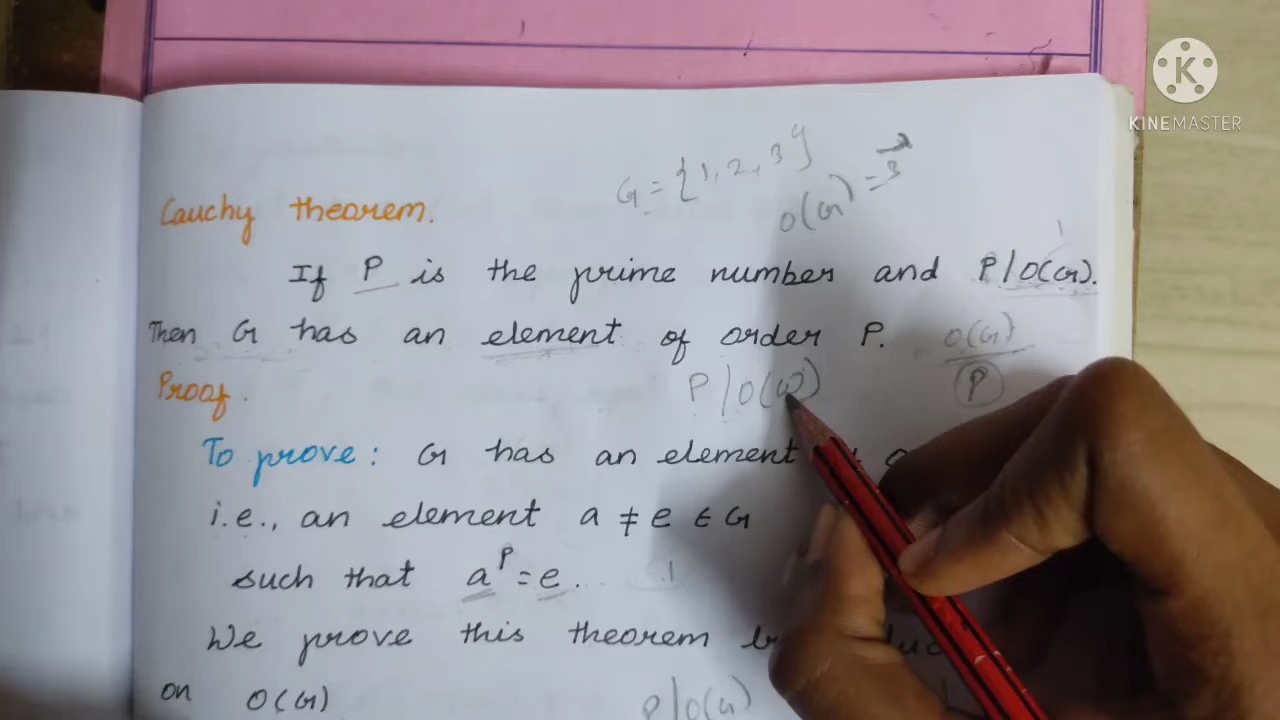 KINEMASTER
G = {1, 2, 3}
O(G) = 3
Cauchy theorem.
If P is the prime number and P/O(G).
Then G has an element of order P.
O(G)
P
Proof.
P/O(G)
To prove: G has an element
i.e., an element a ≠ e ∈ G
such that a^P = e.
We prove this theorem
on O(G)
P/O(G)